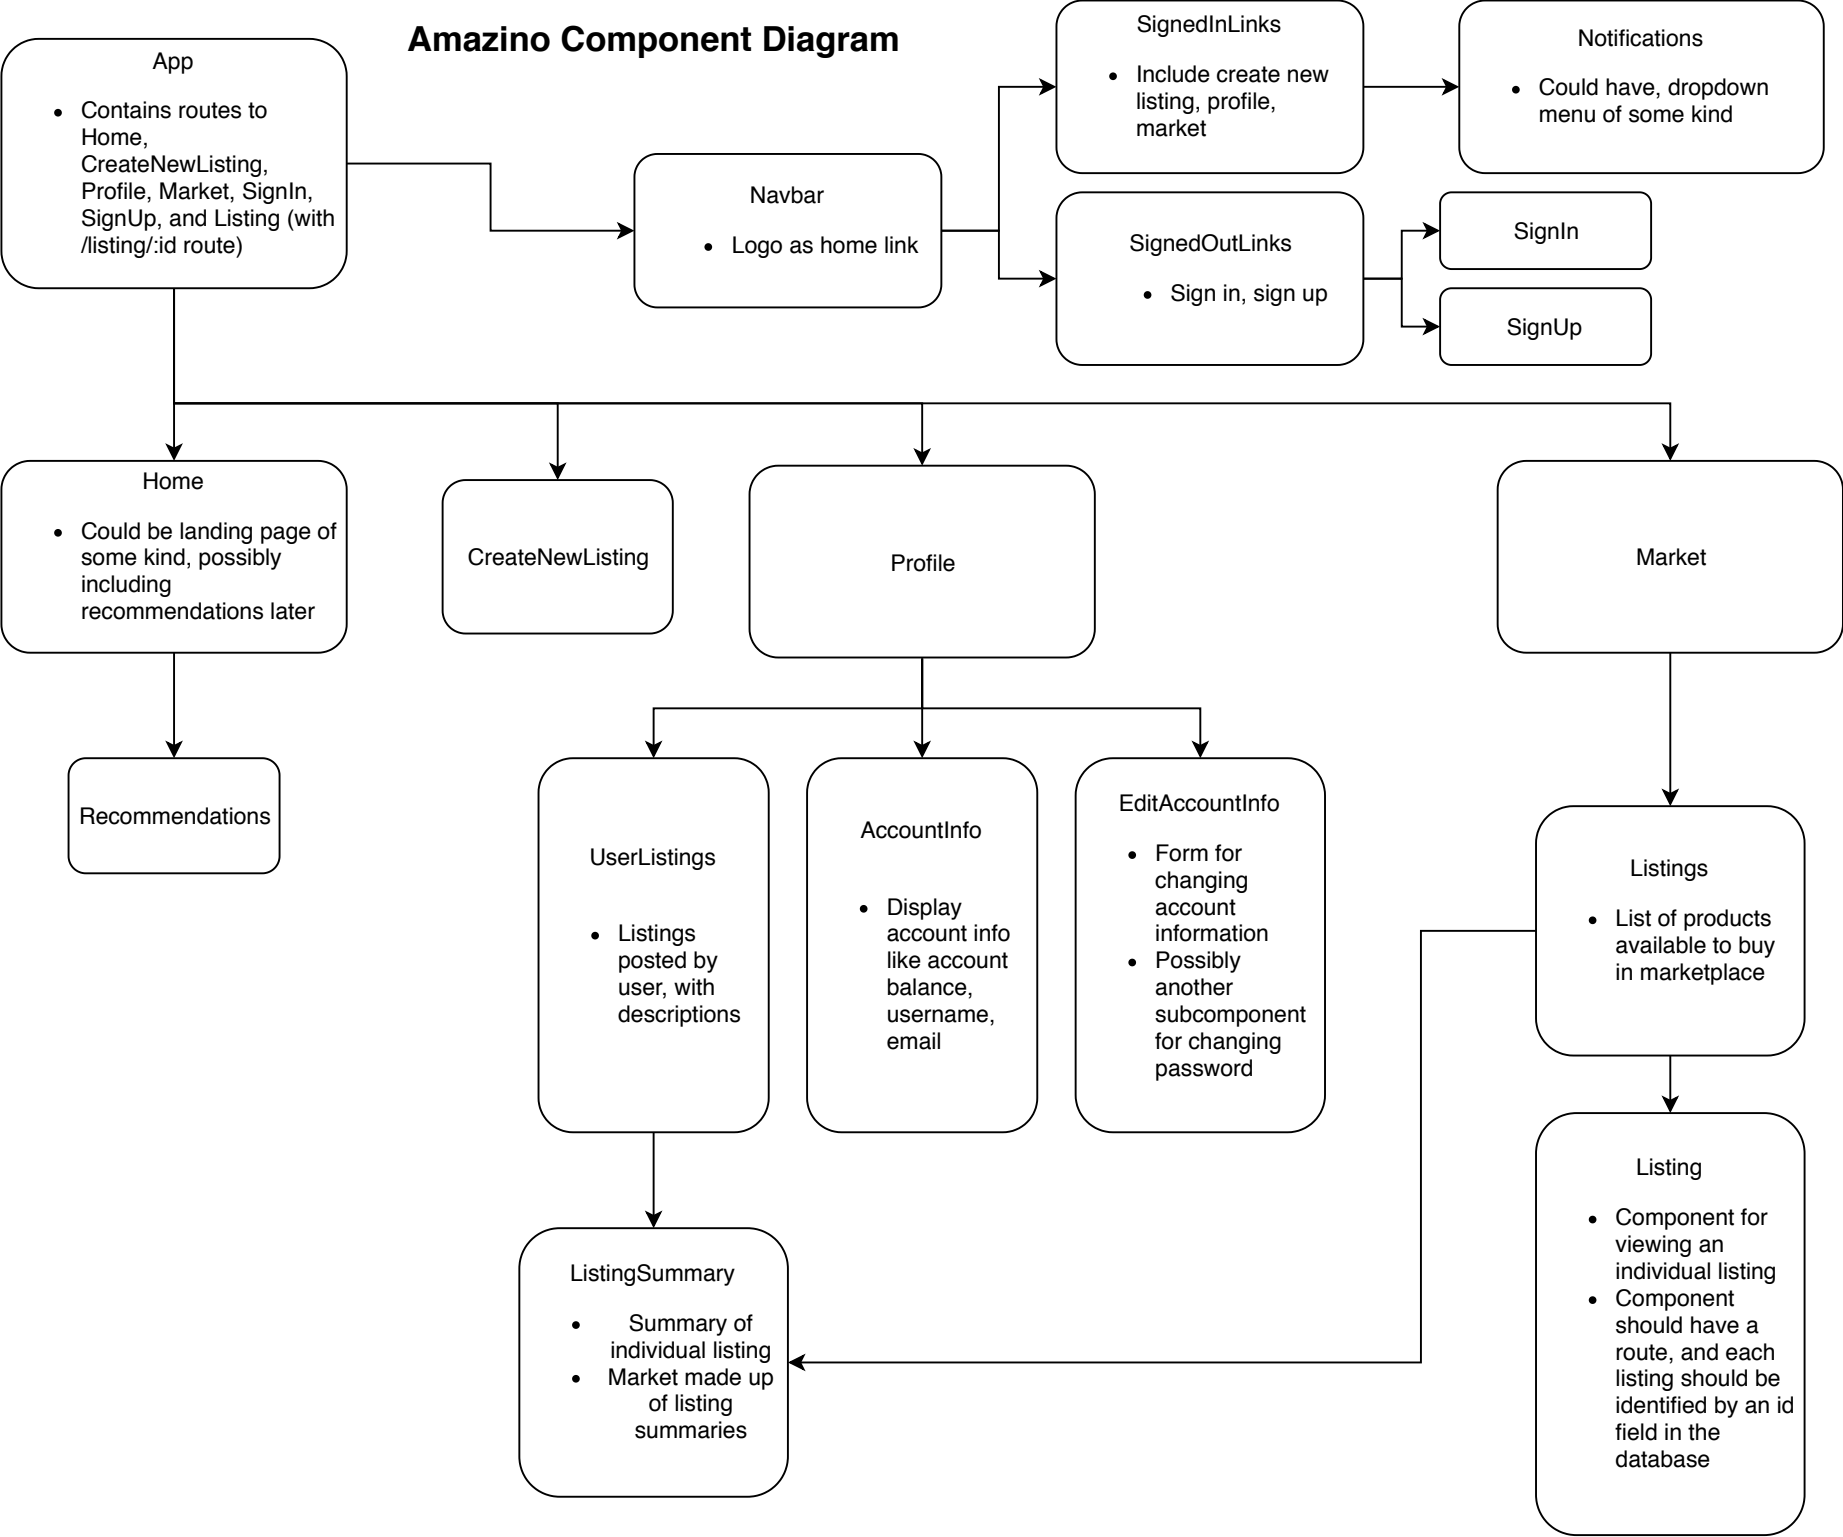 Amazino Component Diagram
App
• Contains routes to
Home,
CreateNewListing,
Profile, Market, SignIn,
SignUp, and Listing (with
/listing/:id route)
Navbar
• Logo as home link
SignedInLinks
• Include create new
listing, profile,
market
Notifications
• Could have, dropdown
menu of some kind
SignedOutLinks
• Sign in, sign up
SignIn
SignUp
Home
• Could be landing page of
some kind, possibly
including
recommendations later
CreateNewListing
Profile
Market
Recommendations
UserListings
• Listings
posted by
user, with
descriptions
AccountInfo
• Display
account info
like account
balance,
username,
email
EditAccountInfo
• Form for
changing
account
information
• Possibly
another
subcomponent
for changing
password
Listings
• List of products
available to buy
in marketplace
ListingSummary
• Summary of
individual listing
• Market made up
of listing
summaries
Listing
• Component for
viewing an
individual listing
• Component
should have a
route, and each
listing should be
identified by an id
field in the
database